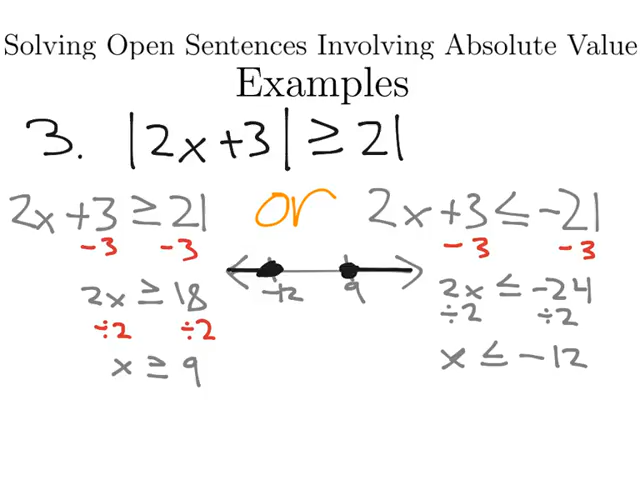 Solving Open Sentences Involving Absolute Value
Examples
3. |2x+3| ≥ 21
2x+3 ≥ 21 or 2x+3 ≤ -21
-3 -3 -3 -3
2x ≥ 18 -12 9 2x ≤ -24
÷2 ÷2 ÷2 ÷2
x ≥ 9 x ≤ -12